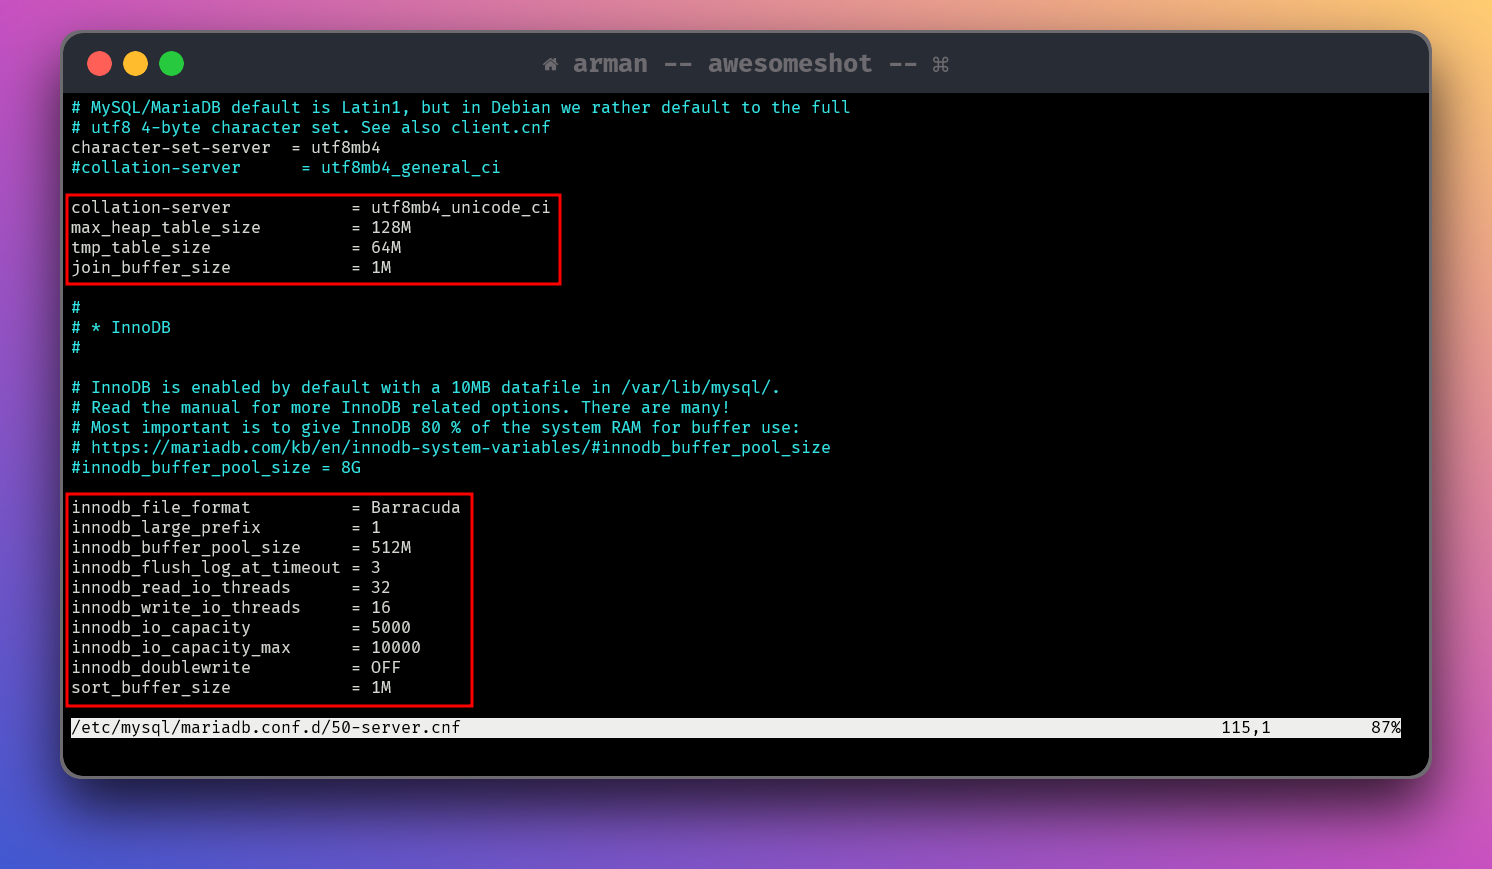 arman -- awesomeshot -- ⌘
# MySQL/MariaDB default is Latin1, but in Debian we rather default to the full
# utf8 4-byte character set. See also client.cnf
character-set-server  = utf8mb4
#collation-server      = utf8mb4_general_ci
collation-server            = utf8mb4_unicode_ci
max_heap_table_size         = 128M
tmp_table_size              = 64M
join_buffer_size            = 1M
#
# * InnoDB
#
# InnoDB is enabled by default with a 10MB datafile in /var/lib/mysql/.
# Read the manual for more InnoDB related options. There are many!
# Most important is to give InnoDB 80 % of the system RAM for buffer use:
# https://mariadb.com/kb/en/innodb-system-variables/#innodb_buffer_pool_size
#innodb_buffer_pool_size = 8G
innodb_file_format          = Barracuda
innodb_large_prefix         = 1
innodb_buffer_pool_size     = 512M
innodb_flush_log_at_timeout = 3
innodb_read_io_threads      = 32
innodb_write_io_threads     = 16
innodb_io_capacity          = 5000
innodb_io_capacity_max      = 10000
innodb_doublewrite          = OFF
sort_buffer_size            = 1M
/etc/mysql/mariadb.conf.d/50-server.cnf 115,1 87%